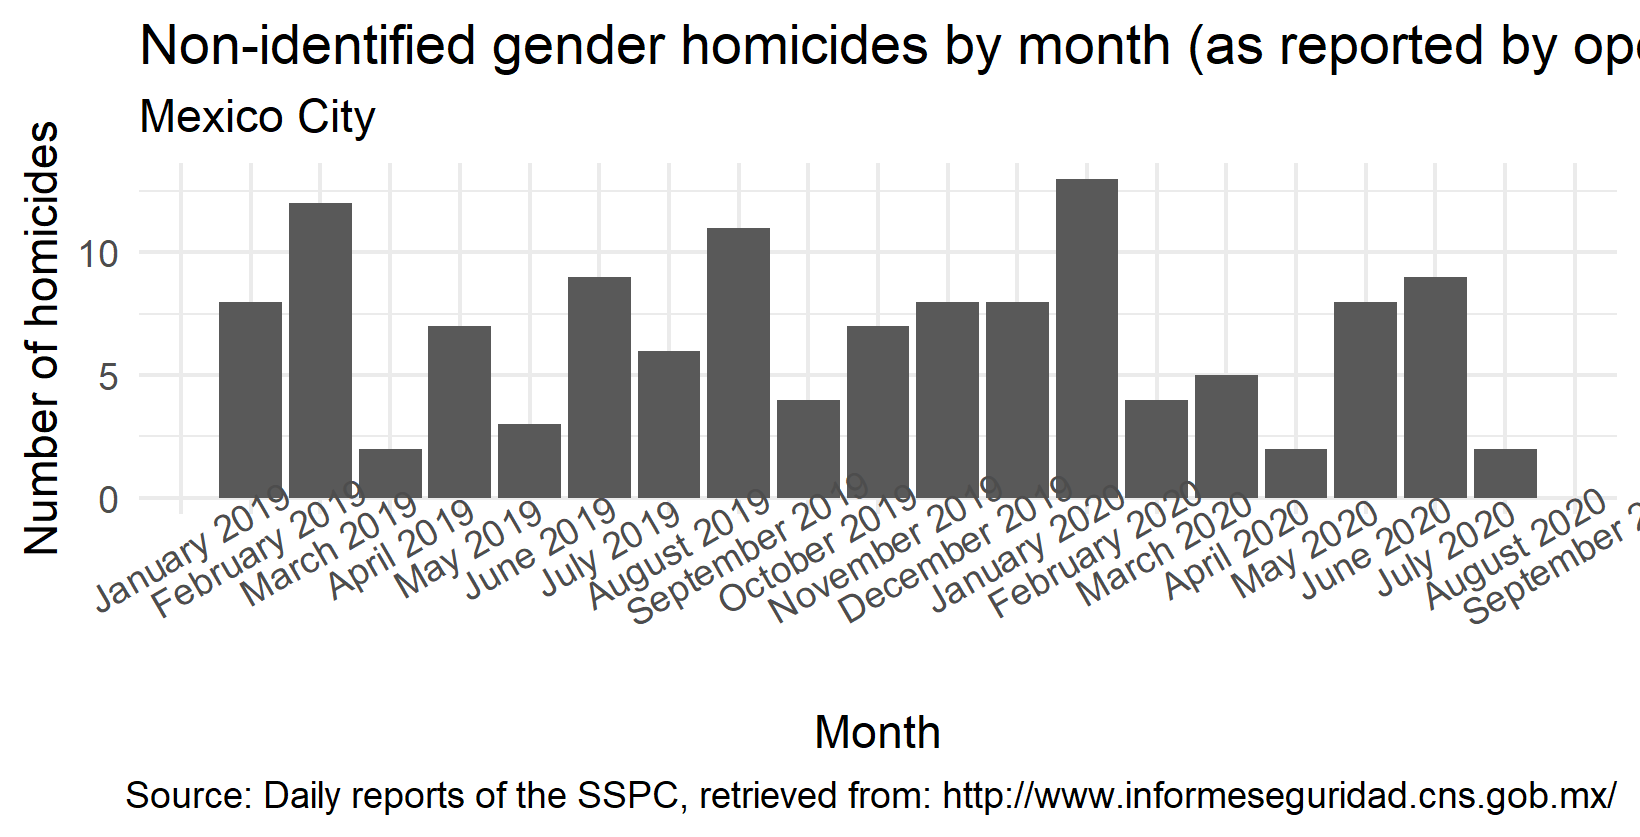 Non-identified gender homicides by month (as reported by
Mexico City
Number of homicides
10
5
0
January 2019
February 2019
March 2019
April 2019
May 2019
June 2019
July 2019
August 2019
September 2019
October 2019
November 2019
December 2019
January 2020
February 2020
March 2020
April 2020
May 2020
June 2020
July 2020
August 2020
September
Month
Source: Daily reports of the SSPC, retrieved from: http://www.informeseguridad.cns.gob.mx/